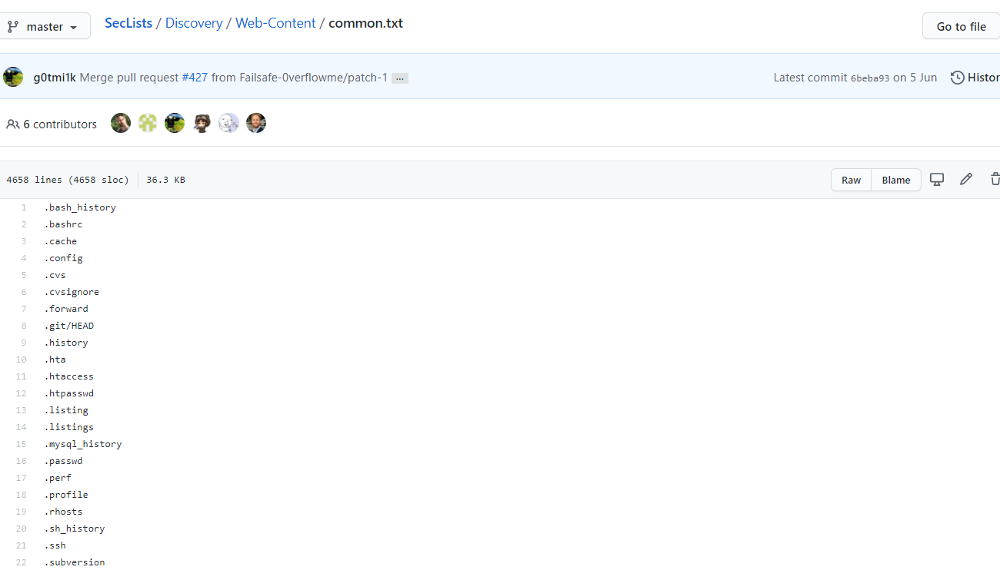 master
SecLists / Discovery / Web-Content / common.txt
Go to file
g0tmi1k Merge pull request #427 from Failsafe-0verflowme/patch-1 ...
Latest commit 6beba93 on 5 Jun
Histor
6 contributors
4658 lines (4658 sloc) 36.3 KB
Raw
Blame
1 .bash_history
2 .bashrc
3 .cache
4 .config
5 .cvs
6 .cvsignore
7 .forward
8 .git/HEAD
9 .history
10 .hta
11 .htaccess
12 .htpasswd
13 .listing
14 .listings
15 .mysql_history
16 .passwd
17 .perf
18 .profile
19 .rhosts
20 .sh_history
21 .ssh
22 .subversion